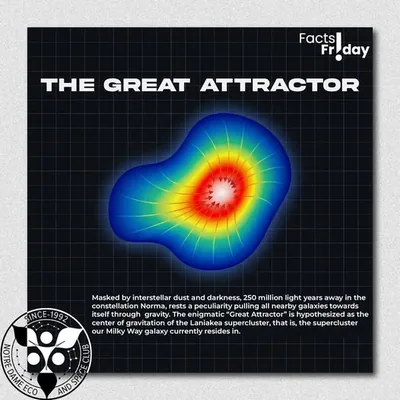 Facts!
Friday
THE GREAT ATTRACTOR
Masked by interstellar dust and darkness, 250 million light years away in the
constellation Norma, rests a peculiarity pulling all nearby galaxies towards
itself through gravity. The enigmatic “Great Attractor” is hypothesized as the
center of gravitation of the Laniakea supercluster, that is, the supercluster
our Milky Way galaxy currently resides in.
SINCE-1992
NOTRE DAME ECO AND SPACE CLUB